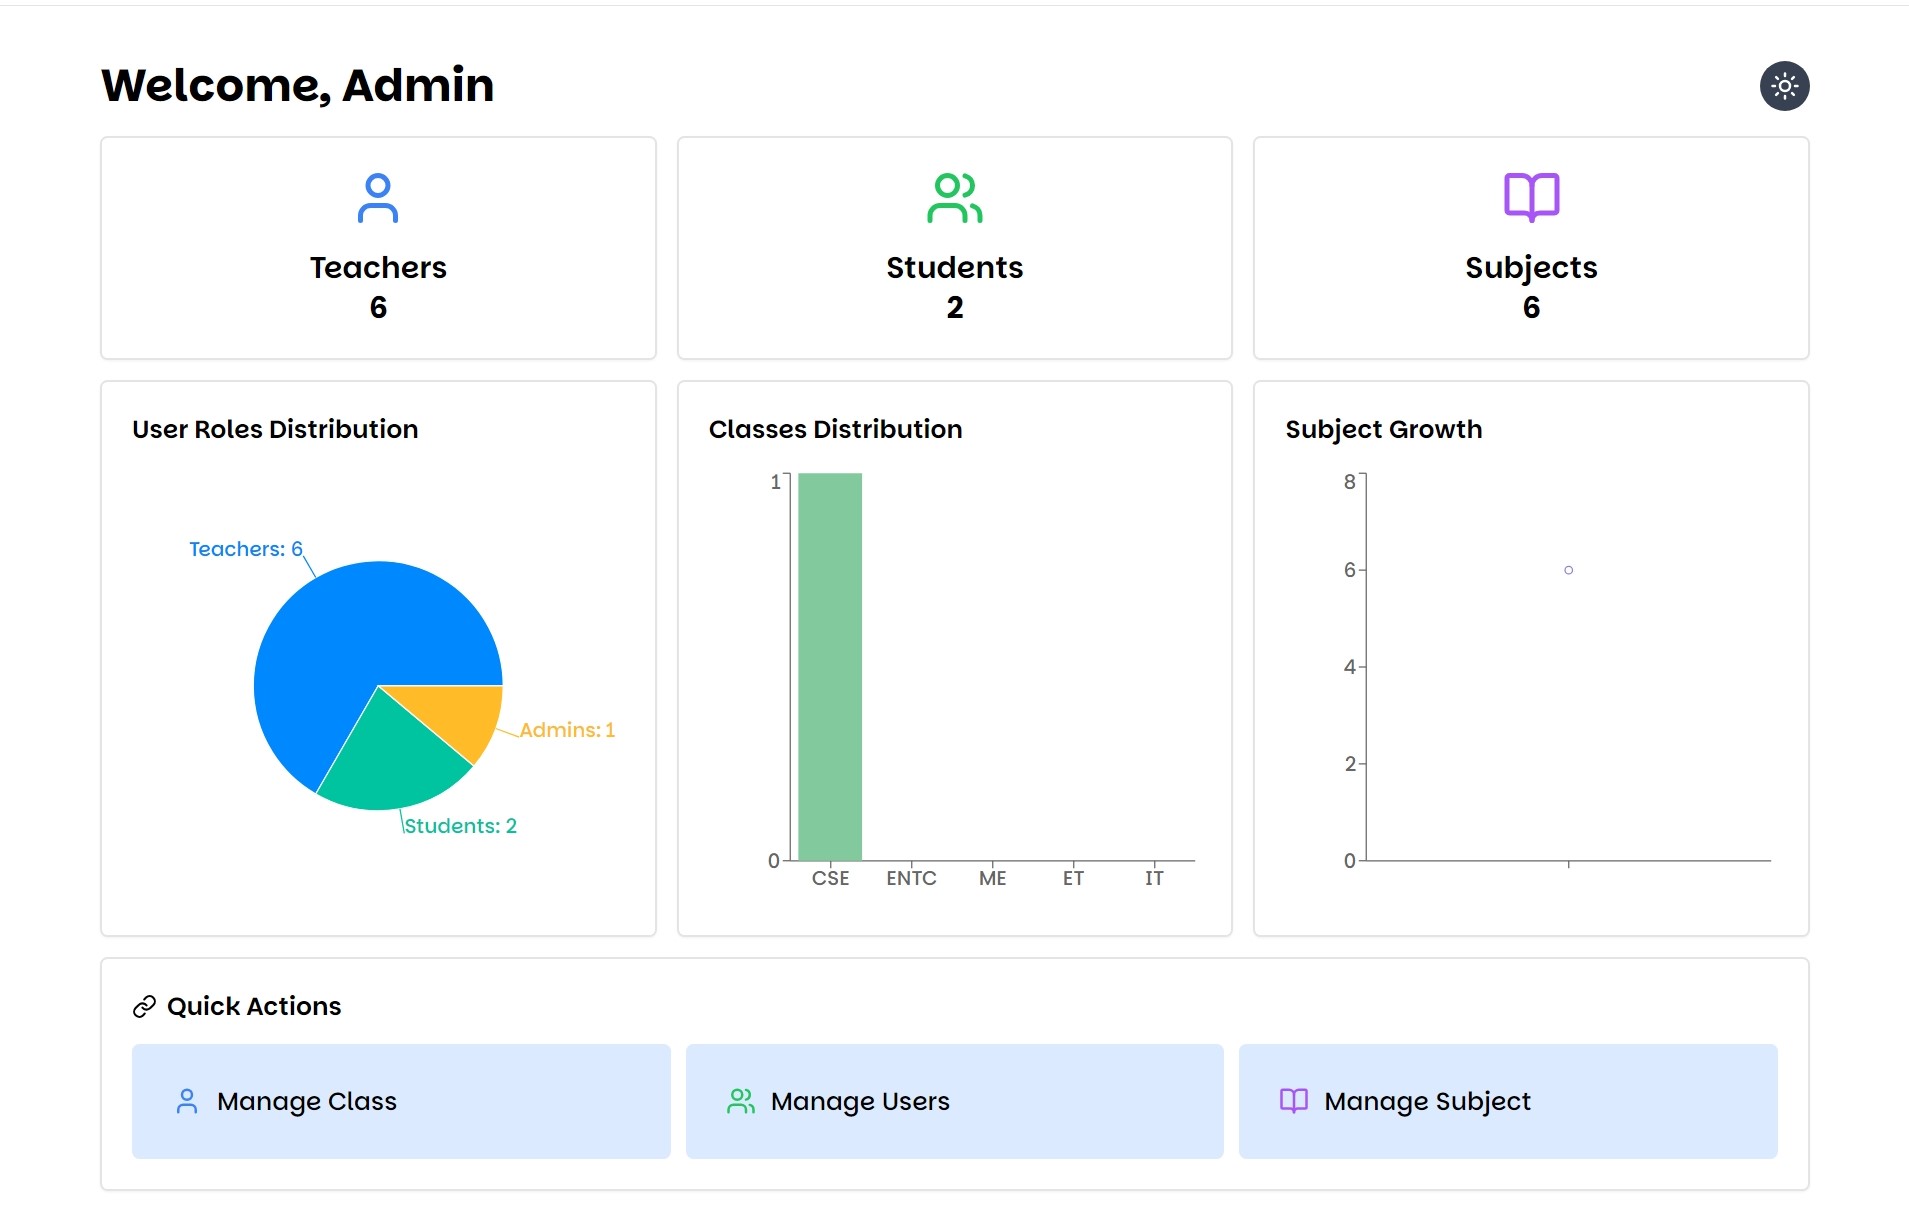 Welcome, Admin
Teachers
6
Students
2
Subjects
6
User Roles Distribution
Teachers: 6
Admins: 1
Students: 2
Classes Distribution
1
0
CSE ENTC ME ET IT
Subject Growth
8
6
4
2
0
Quick Actions
Manage Class
Manage Users
Manage Subject